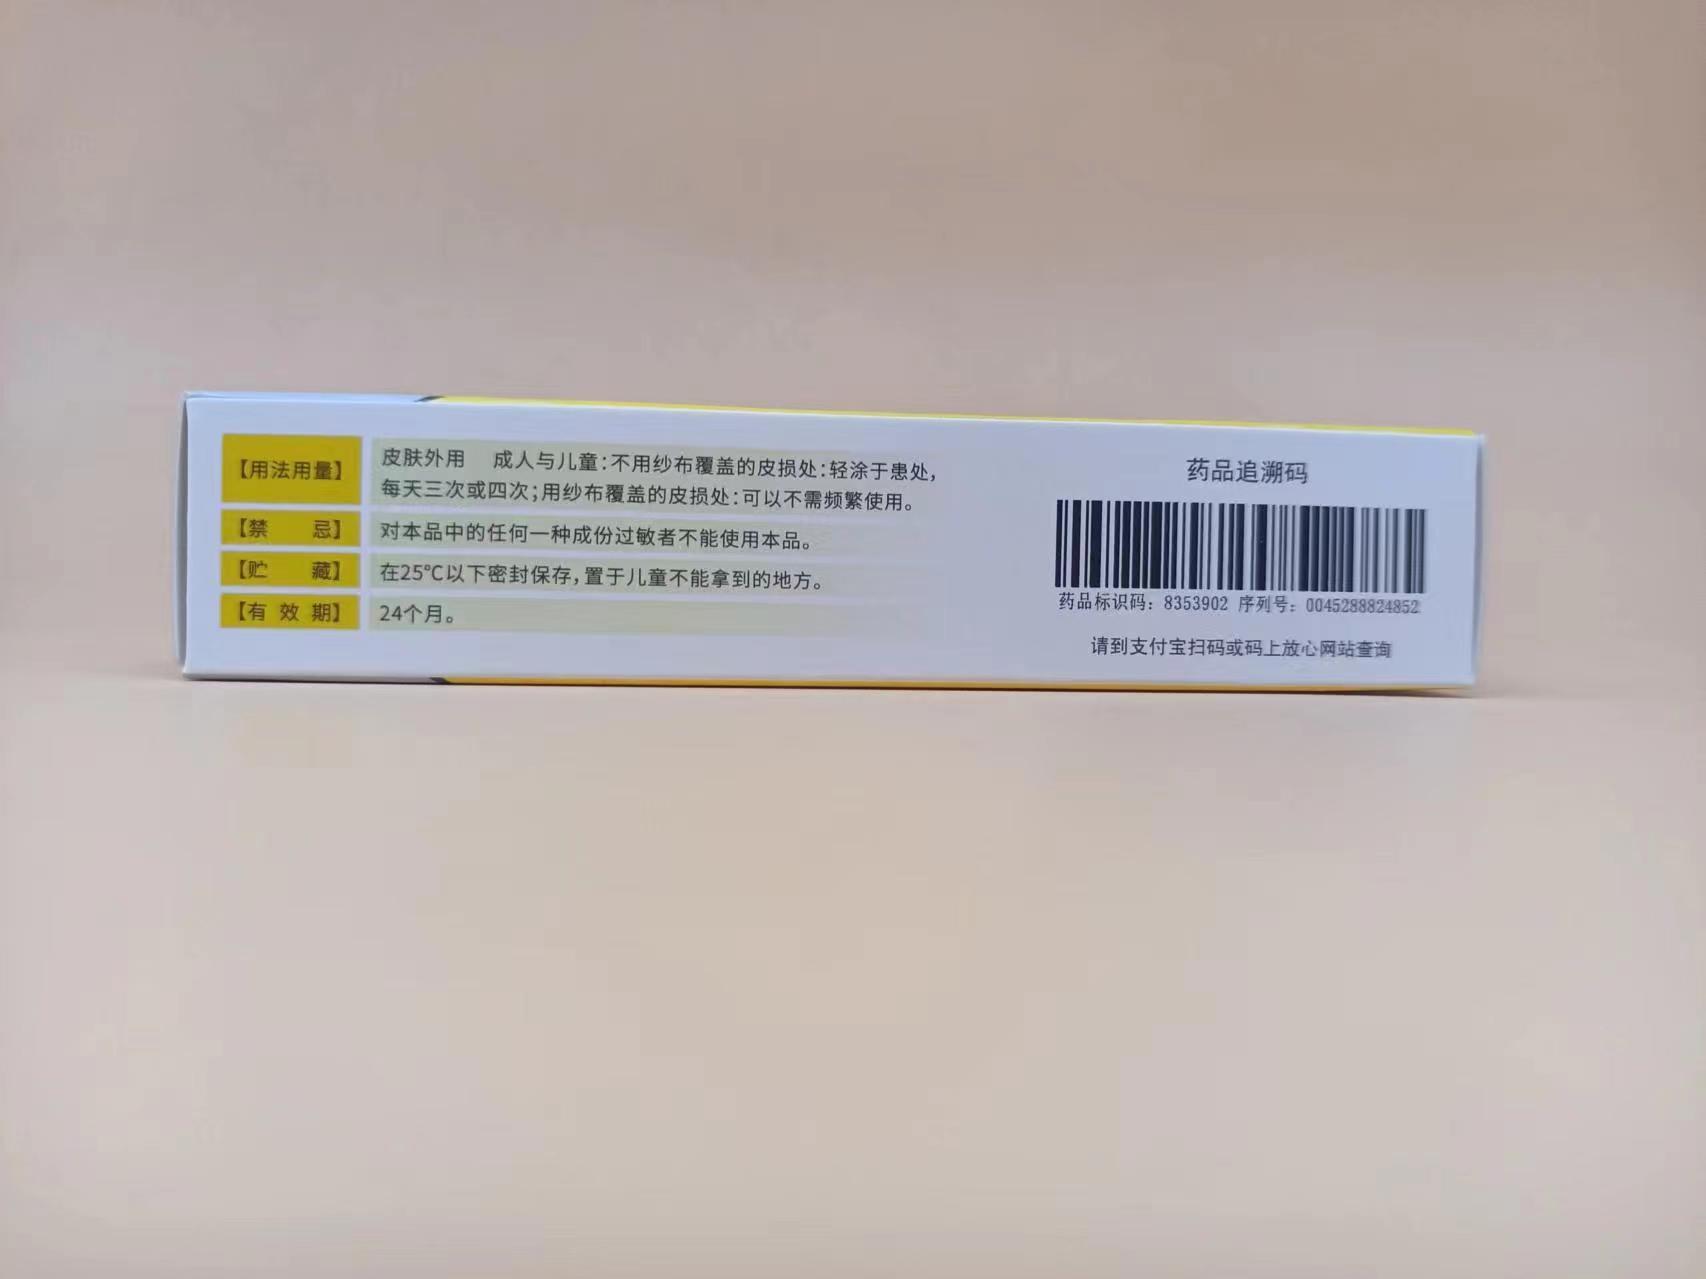 【用法用量】 皮肤外用 成人与儿童：不用纱布覆盖的皮损处：轻涂于患处，
每天三次或四次；用纱布覆盖的皮损处：可以不需频繁使用。
【禁 忌】 对本品中的任何一种成份过敏者不能使用本品。
【贮 藏】 在25℃以下密封保存，置于儿童不能拿到的地方。
【有 效 期】 24个月。
药品追溯码
药品标识码：8353902 序列号：0045288824852
请到支付宝扫码或码上放心网站查询